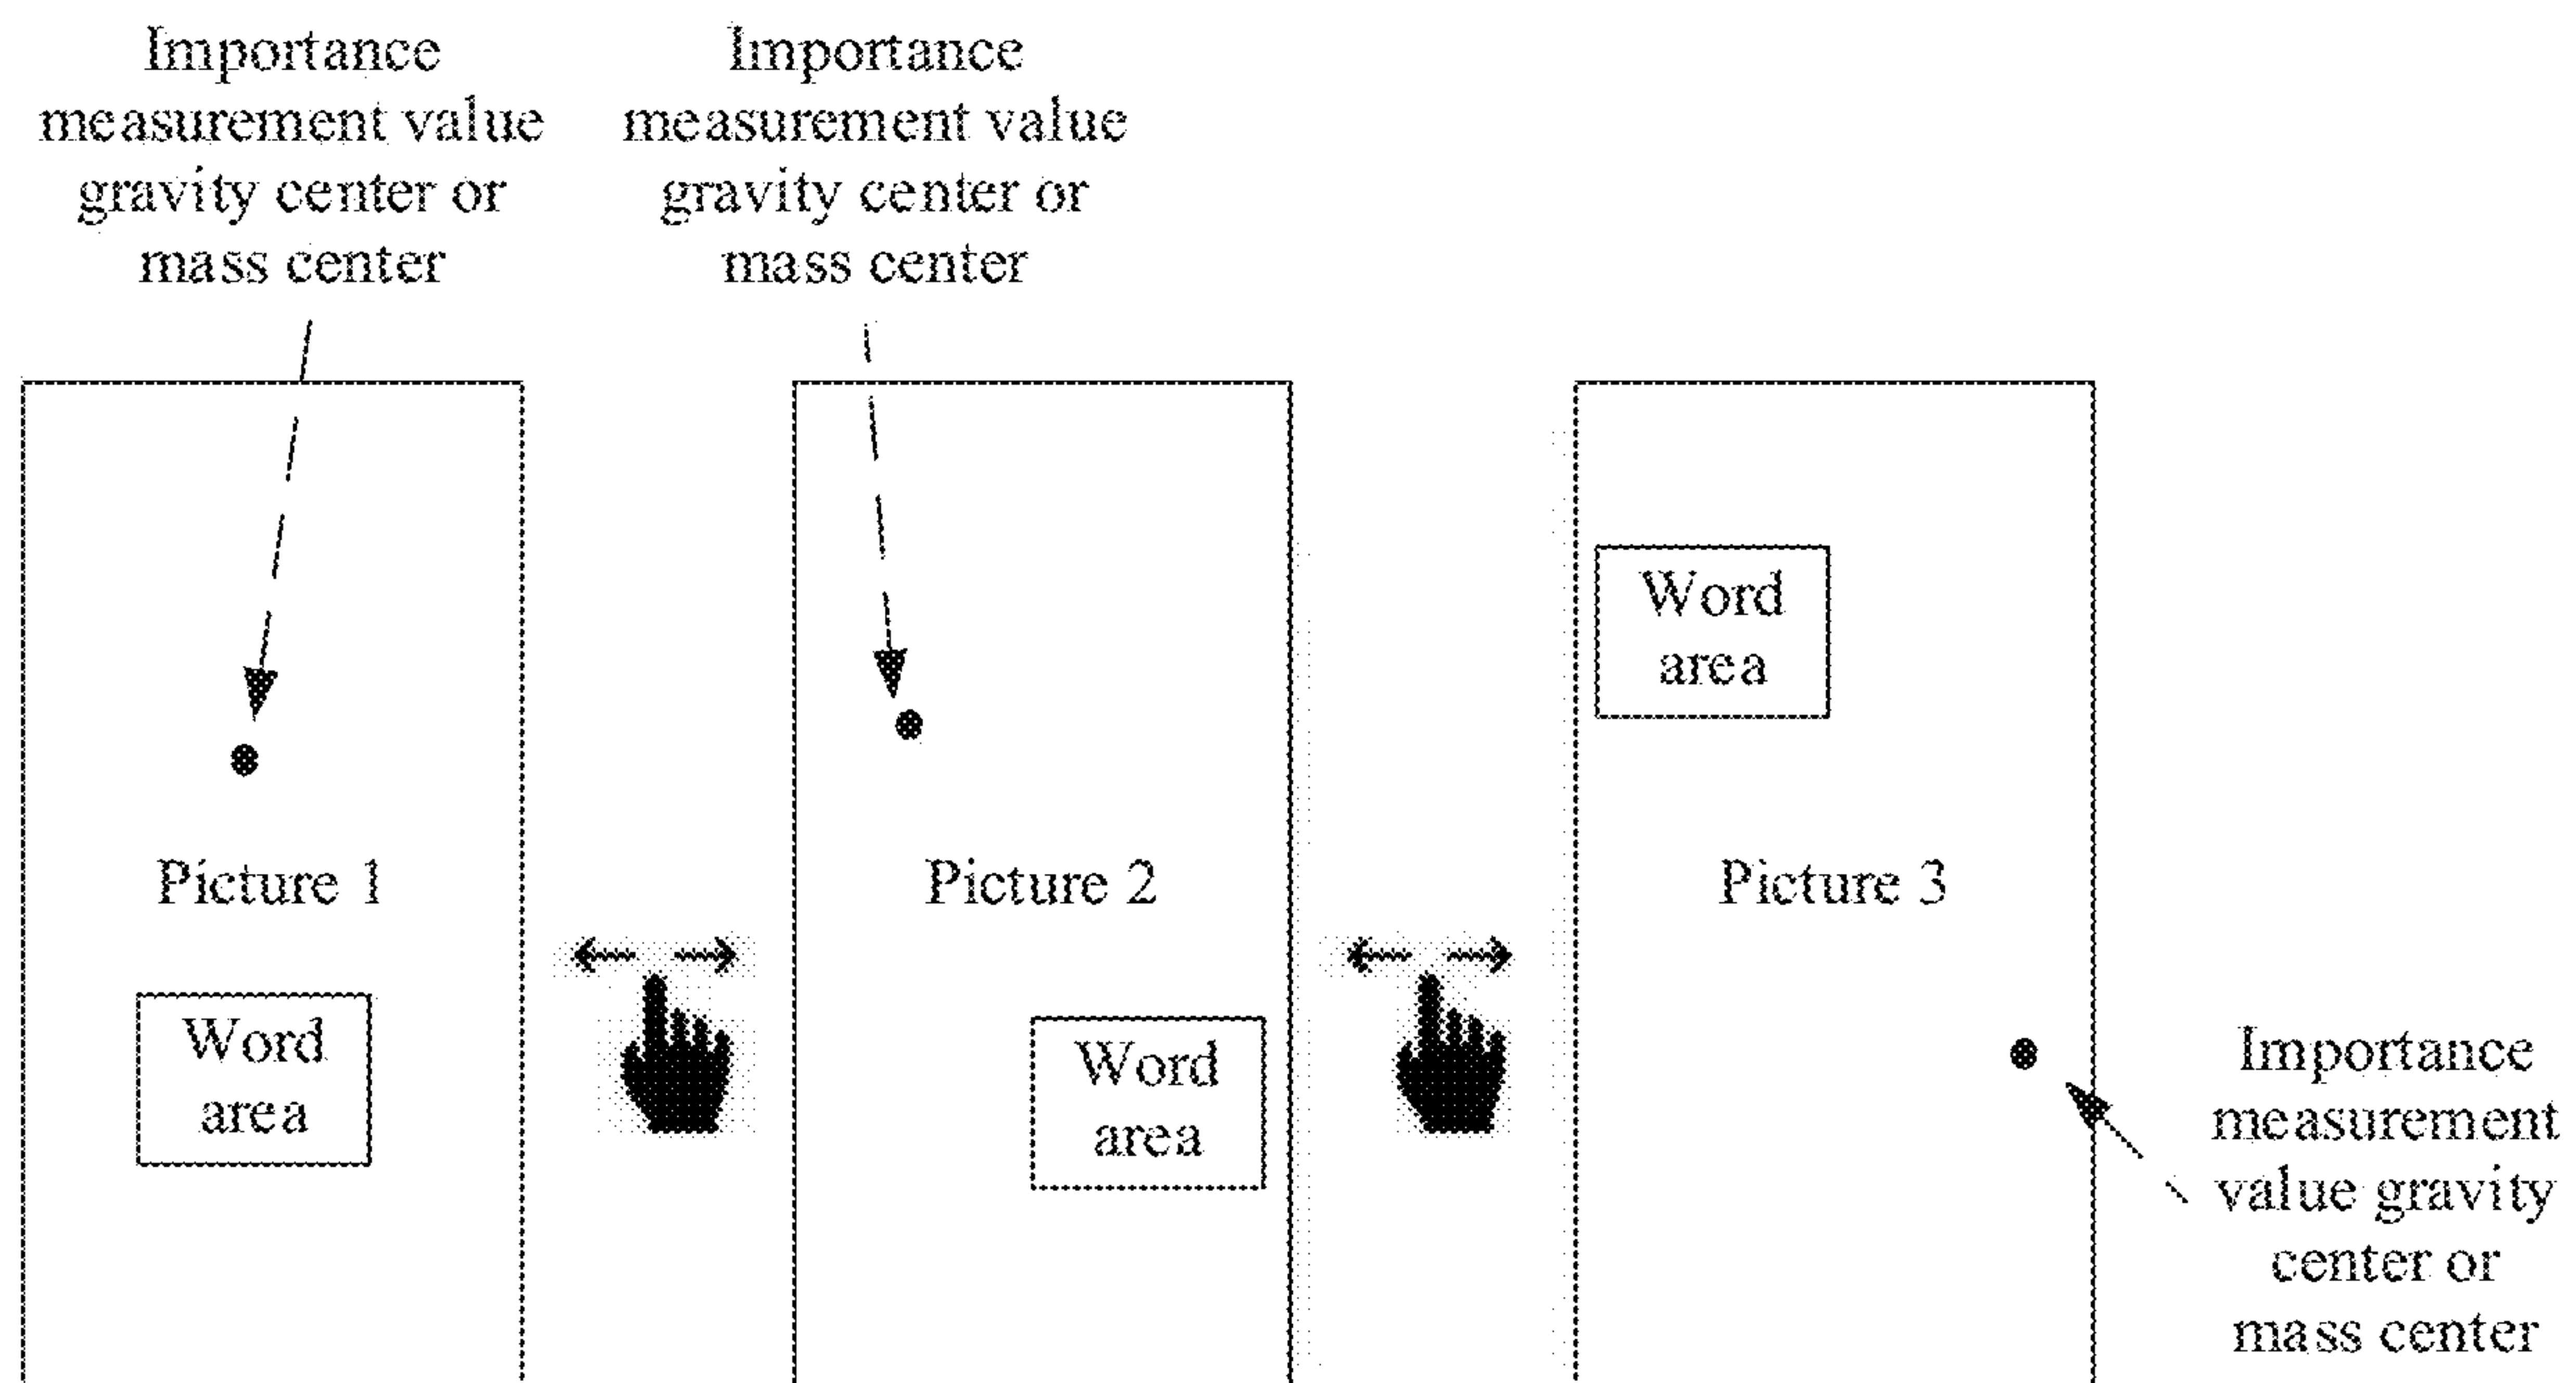 Importance
measurement value
gravity center or
mass center
Importance
measurement value
gravity center or
mass center
Picture 1
Word
area
Picture 2
Word
area
Word
area
Picture 3
Importance
measurement
value gravity
center or
mass center